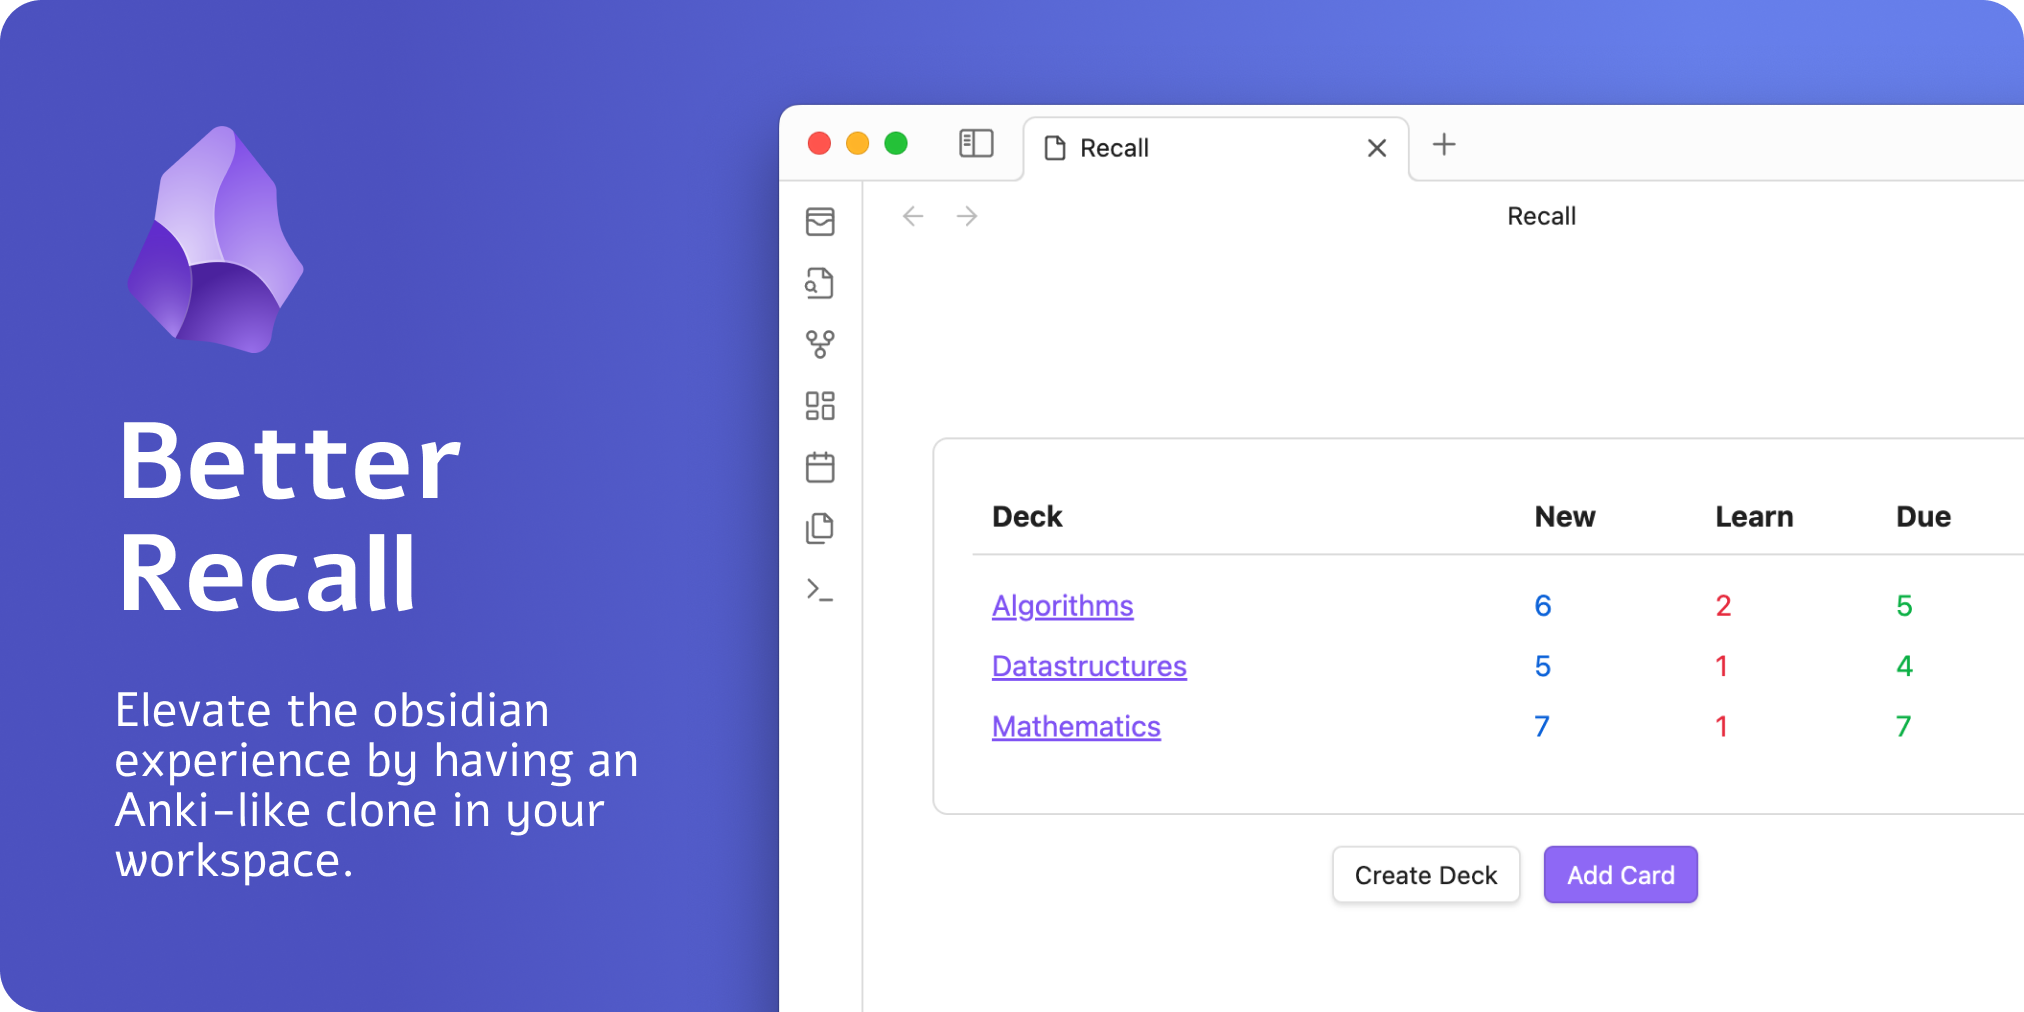 Better
Recall
Elevate the obsidian
experience by having an
Anki-like clone in your
workspace.
Recall
Recall
Deck New Learn Due
Algorithms 6 2 5
Datastructures 5 1 4
Mathematics 7 1 7
Create Deck Add Card